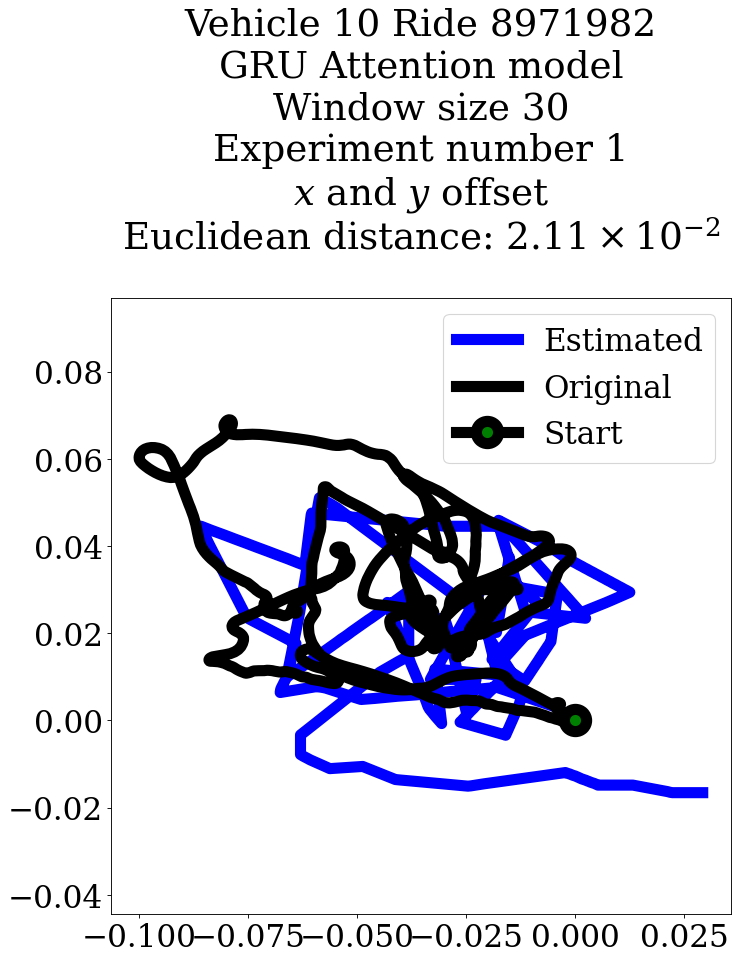 Vehicle 10 Ride 8971982
GRU Attention model
Window size 30
Experiment number 1
x and y offset
Euclidean distance: 2.11 × 10⁻²
Estimated
Original
Start
0.08
0.06
0.04
0.02
0.00
−0.02
−0.04
−0.100 −0.075 −0.050 −0.025 0.000 0.025